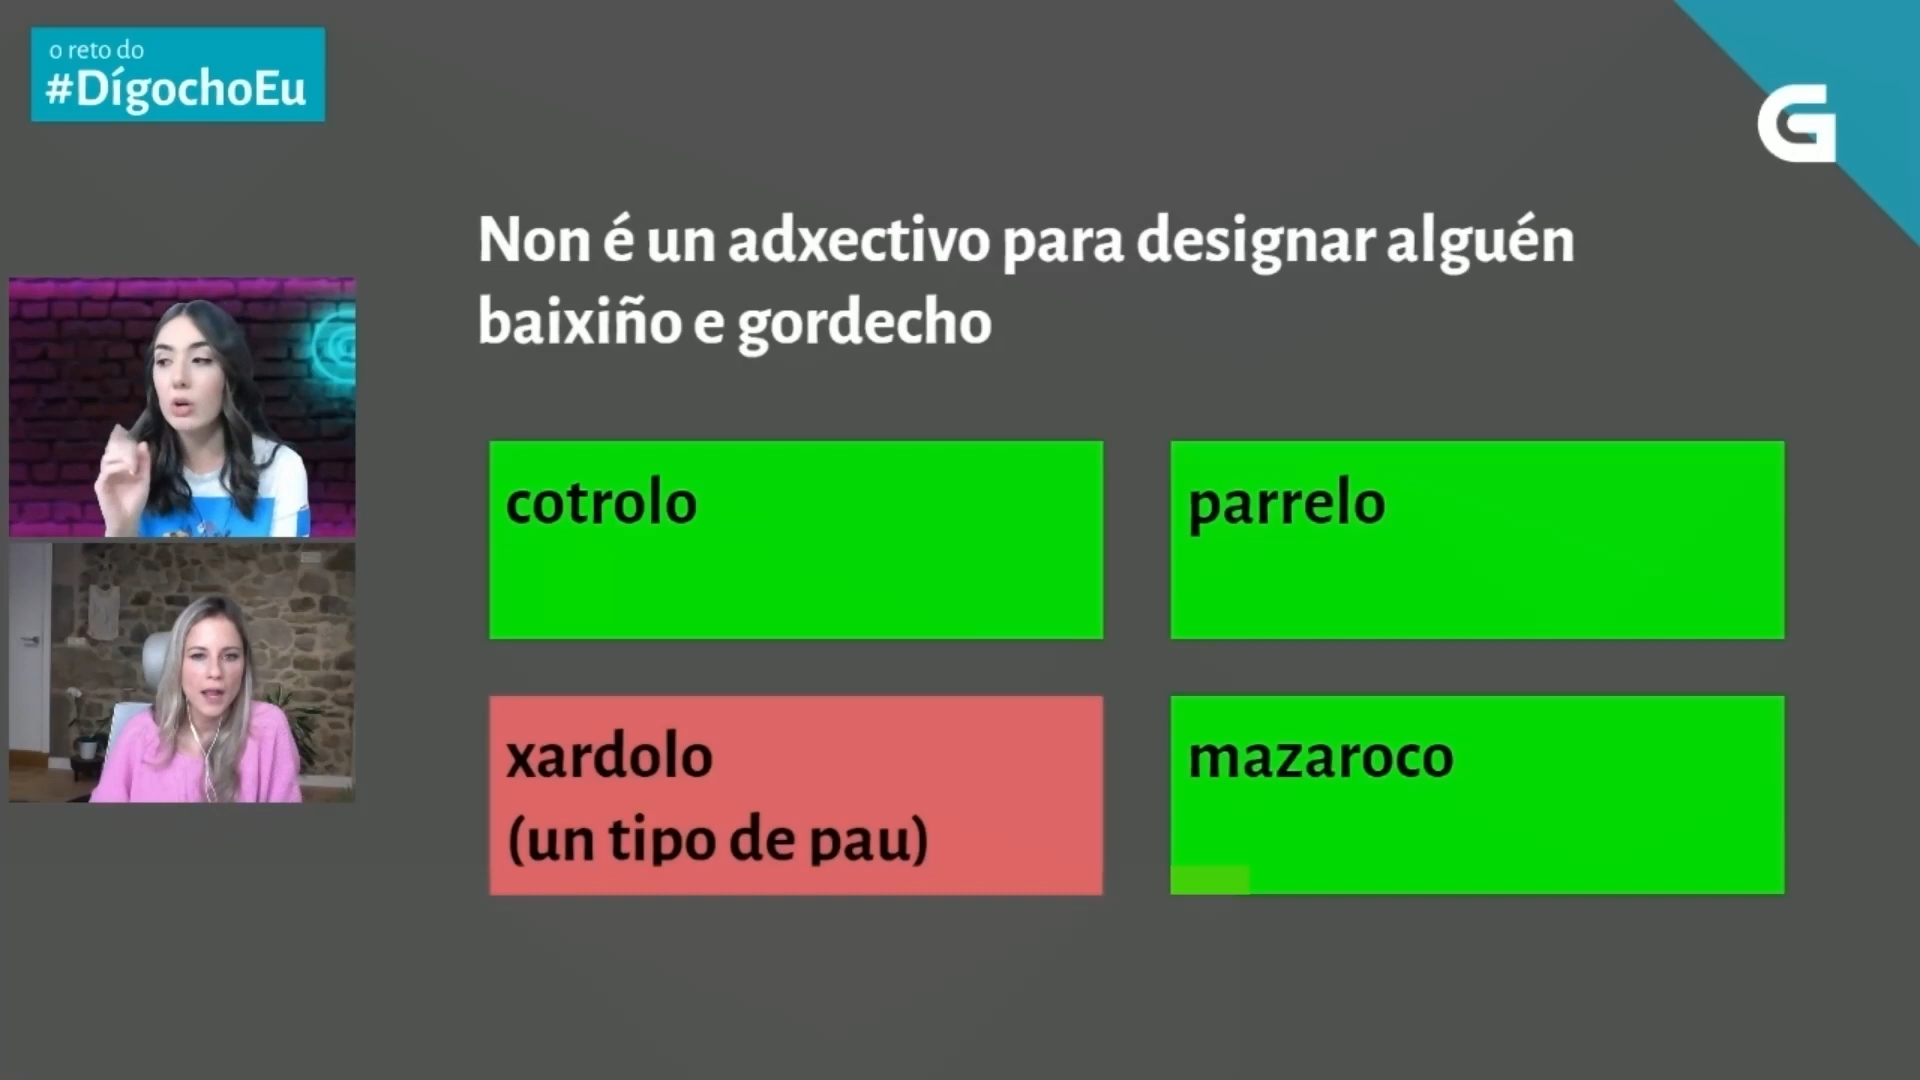 o reto do
#DígochoEu
G
Non é un adxectivo para designar alguén
baixiño e gordecho
cotrolo
parrelo
xardolo
(un tipo de pau)
mazaroco